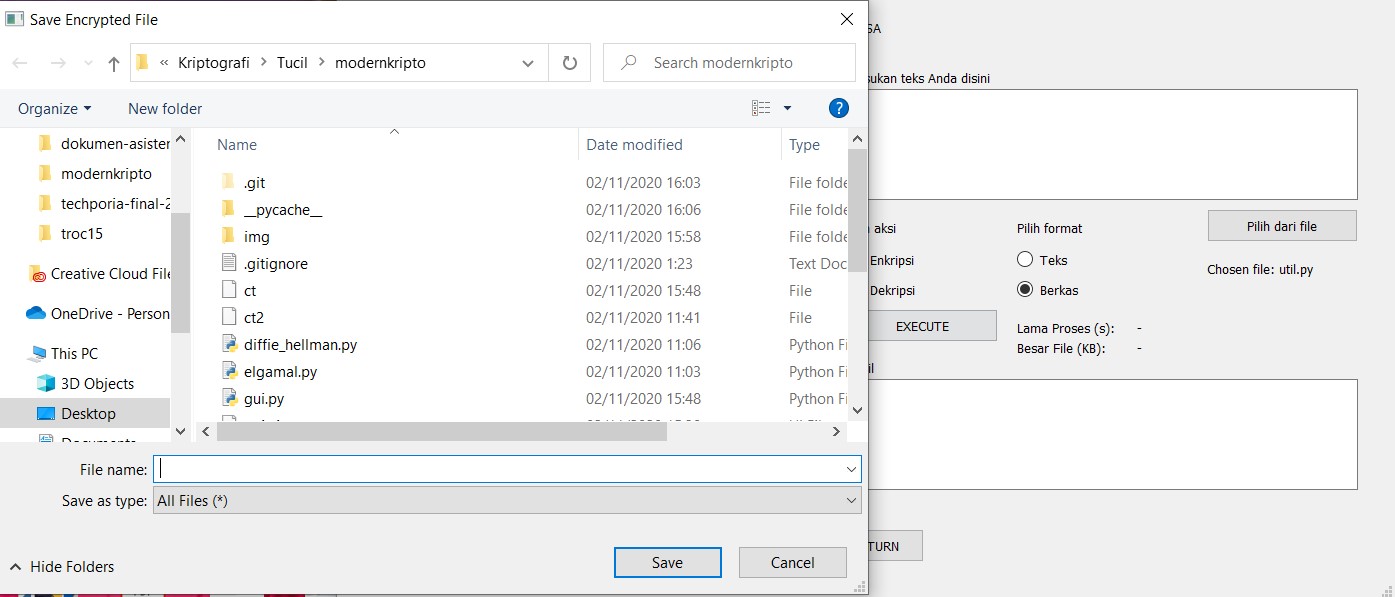 Save Encrypted File
« Kriptografi > Tucil > modernkripto
Search modernkripto
Organize
New folder
?
dokumen-asister
modernkripto
techporia-final-2
troc15
Creative Cloud File
OneDrive - Person
This PC
3D Objects
Desktop
Documents
Name Date modified Type
.git 02/11/2020 16:03 File folde
__pycache__ 02/11/2020 16:06 File folde
img 02/11/2020 15:58 File folde
.gitignore 02/11/2020 1:23 Text Doc
ct 02/11/2020 15:48 File
ct2 02/11/2020 11:41 File
diffie_hellman.py 02/11/2020 11:06 Python Fi
elgamal.py 02/11/2020 11:03 Python Fi
gui.py 02/11/2020 15:48 Python Fi
File name:
Save as type: All Files (*)
Hide Folders
Save
Cancel
SA
sukan teks Anda disini
aksi
Enkripsi
Dekripsi
EXECUTE
Pilih format
Teks
Berkas
Lama Proses (s): -
Besar File (KB): -
Pilih dari file
Chosen file: util.py
il
TURN